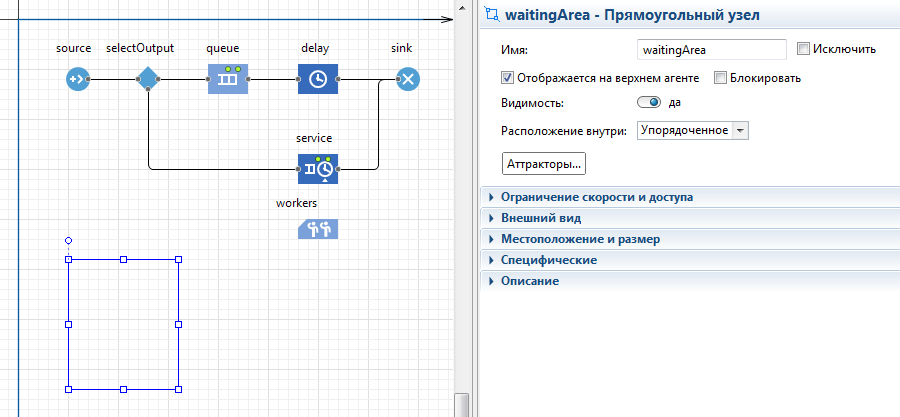 source selectOutput queue delay sink
service
workers
waitingArea - Прямоугольный узел
Имя: waitingArea Исключить
Отображается на верхнем агенте Блокировать
Видимость: да
Расположение внутри: Упорядоченное
Аттракторы...
Ограничение скорости и доступа
Внешний вид
Местоположение и размер
Специфические
Описание